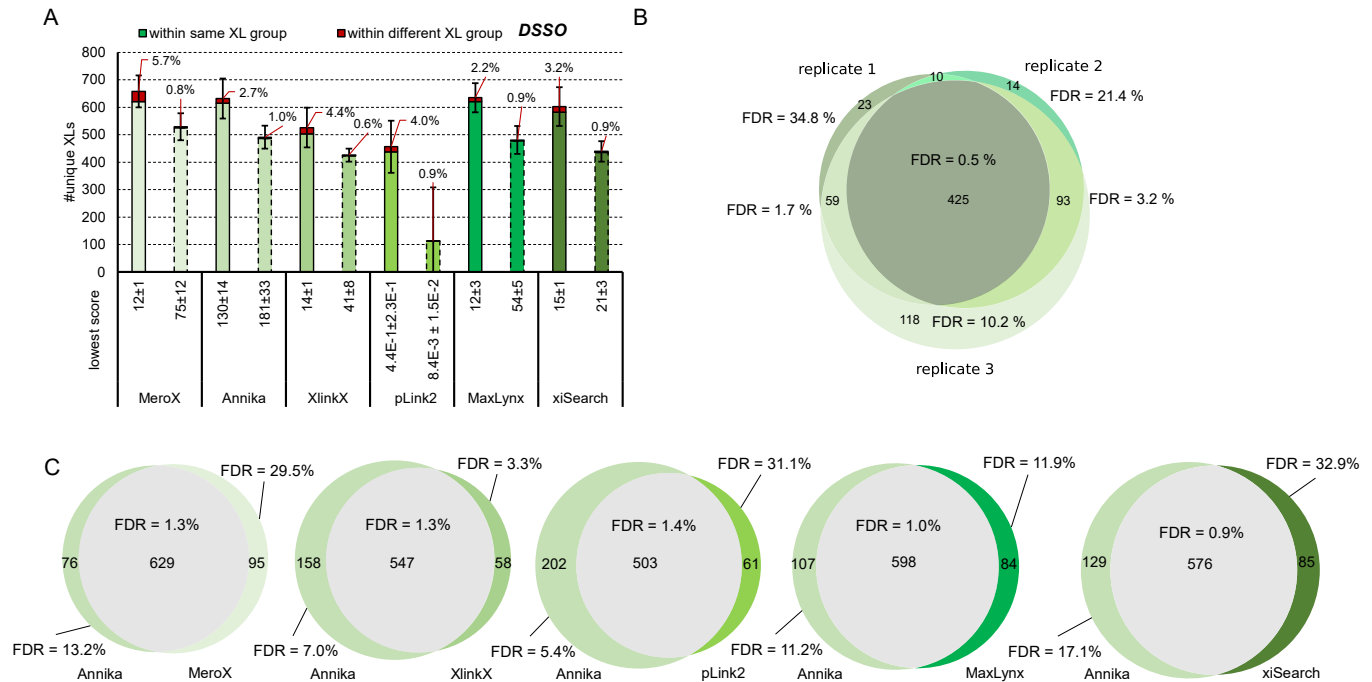 A
within same XL group
within different XL group
DSSO
#unique XLs
800
700
600
500
400
300
200
100
0
5.7%
0.8%
2.7%
1.0%
4.4%
0.6%
4.0%
0.9%
2.2%
0.9%
3.2%
0.9%
lowest score
12±1
75±12
130±14
181±33
14±1
41±8
4.4E-1±2.3E-1
8.4E-3 ± 1.5E-2
12±3
54±5
15±1
21±3
MeroX
Annika
XlinkX
pLink2
MaxLynx
xiSearch
B
replicate 1
10
replicate 2
23
14
FDR = 34.8 %
FDR = 21.4 %
FDR = 0.5 %
425
59
93
FDR = 1.7 %
FDR = 3.2 %
118
FDR = 10.2 %
replicate 3
C
FDR = 29.5%
FDR = 1.3%
76
629
95
FDR = 13.2%
Annika
MeroX
FDR = 3.3%
FDR = 1.3%
158
547
58
FDR = 7.0%
Annika
XlinkX
FDR = 31.1%
FDR = 1.4%
202
503
61
FDR = 5.4%
Annika
pLink2
FDR = 11.9%
FDR = 1.0%
107
598
84
FDR = 11.2%
Annika
MaxLynx
FDR = 32.9%
FDR = 0.9%
129
576
85
FDR = 17.1%
Annika
xiSearch